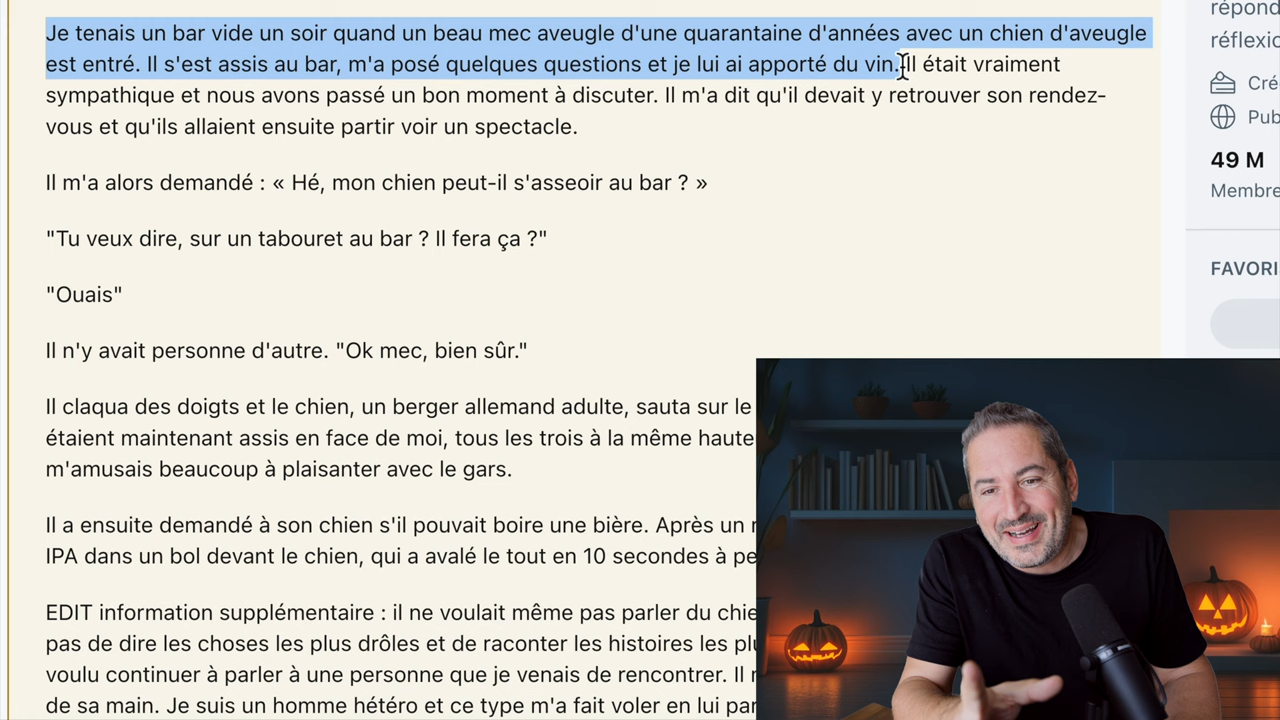 Je tenais un bar vide un soir quand un beau mec aveugle d'une quarantaine d'années avec un chien d'aveugle
est entré. Il s'est assis au bar, m'a posé quelques questions et je lui ai apporté du vin. Il était vraiment
sympathique et nous avons passé un bon moment à discuter. Il m'a dit qu'il devait y retrouver son rendez-
vous et qu'ils allaient ensuite partir voir un spectacle.
Il m'a alors demandé : « Hé, mon chien peut-il s'asseoir au bar ? »
"Tu veux dire, sur un tabouret au bar ? Il fera ça ?"
"Ouais"
Il n'y avait personne d'autre. "Ok mec, bien sûr."
Il claqua des doigts et le chien, un berger allemand adulte, sauta sur le
étaient maintenant assis en face de moi, tous les trois à la même haute
m'amusais beaucoup à plaisanter avec le gars.
Il a ensuite demandé à son chien s'il pouvait boire une bière. Après un
IPA dans un bol devant le chien, qui a avalé le tout en 10 secondes à pe
EDIT information supplémentaire : il ne voulait même pas parler du chie
pas de dire les choses les plus drôles et de raconter les histoires les pl
voulu continuer à parler à une personne que je venais de rencontrer. Il
de sa main. Je suis un homme hétéro et ce type m'a fait voler en lui par
répond
réflexio
Cré
Pub
49 M
Membre
FAVORI